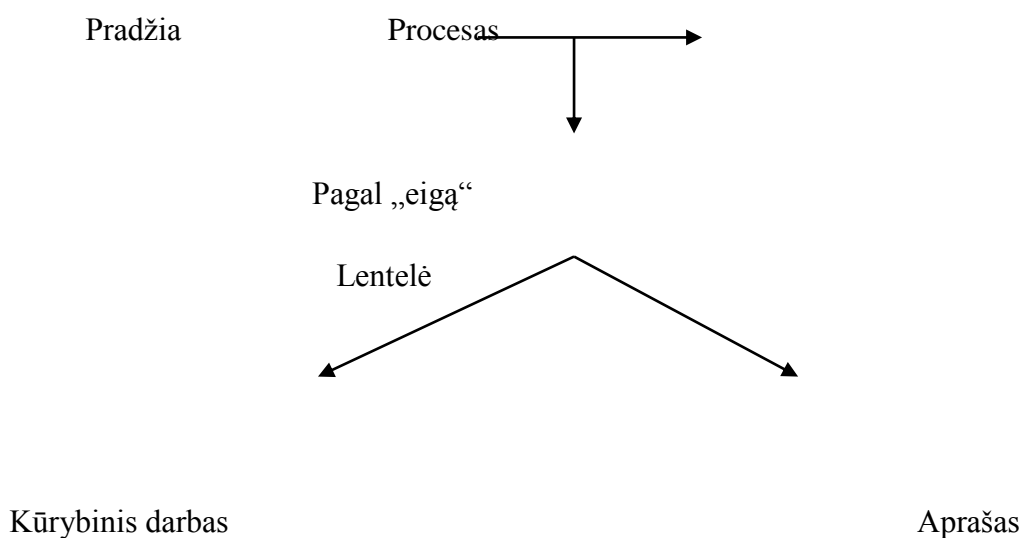 Pradžia Procesas
Pagal „eigą“
Lentelė
Kūrybinis darbas Aprašas